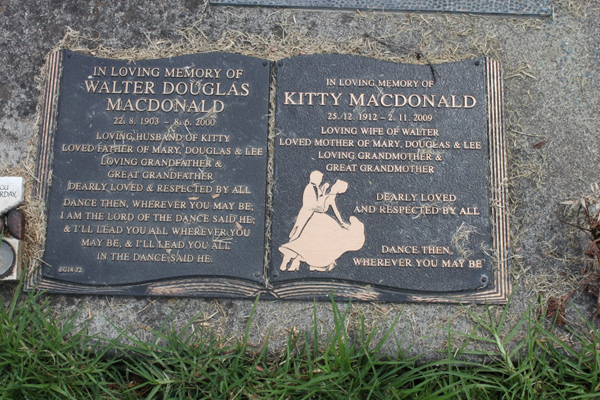 IN LOVING MEMORY OF
WALTER DOUGLAS
MACDONALD
22. 8. 1903 – 8. 6. 2000
LOVING HUSBAND OF KITTY
LOVED FATHER OF MARY, DOUGLAS & LEE
LOVING GRANDFATHER &
GREAT GRANDFATHER
DEARLY LOVED & RESPECTED BY ALL
DANCE THEN, WHEREVER YOU MAY BE,
I AM THE LORD OF THE DANCE SAID HE;
& I'LL LEAD YOU ALL WHEREVER YOU
MAY BE, & I'LL LEAD YOU ALL
IN THE DANCE SAID HE.
IN LOVING MEMORY OF
KITTY MACDONALD
25. 12. 1912 – 2. 11. 2009
LOVING WIFE OF WALTER
LOVED MOTHER OF MARY, DOUGLAS & LEE
LOVING GRANDMOTHER &
GREAT GRANDMOTHER
DEARLY LOVED
AND RESPECTED BY ALL
DANCE THEN,
WHEREVER YOU MAY BE
YOU